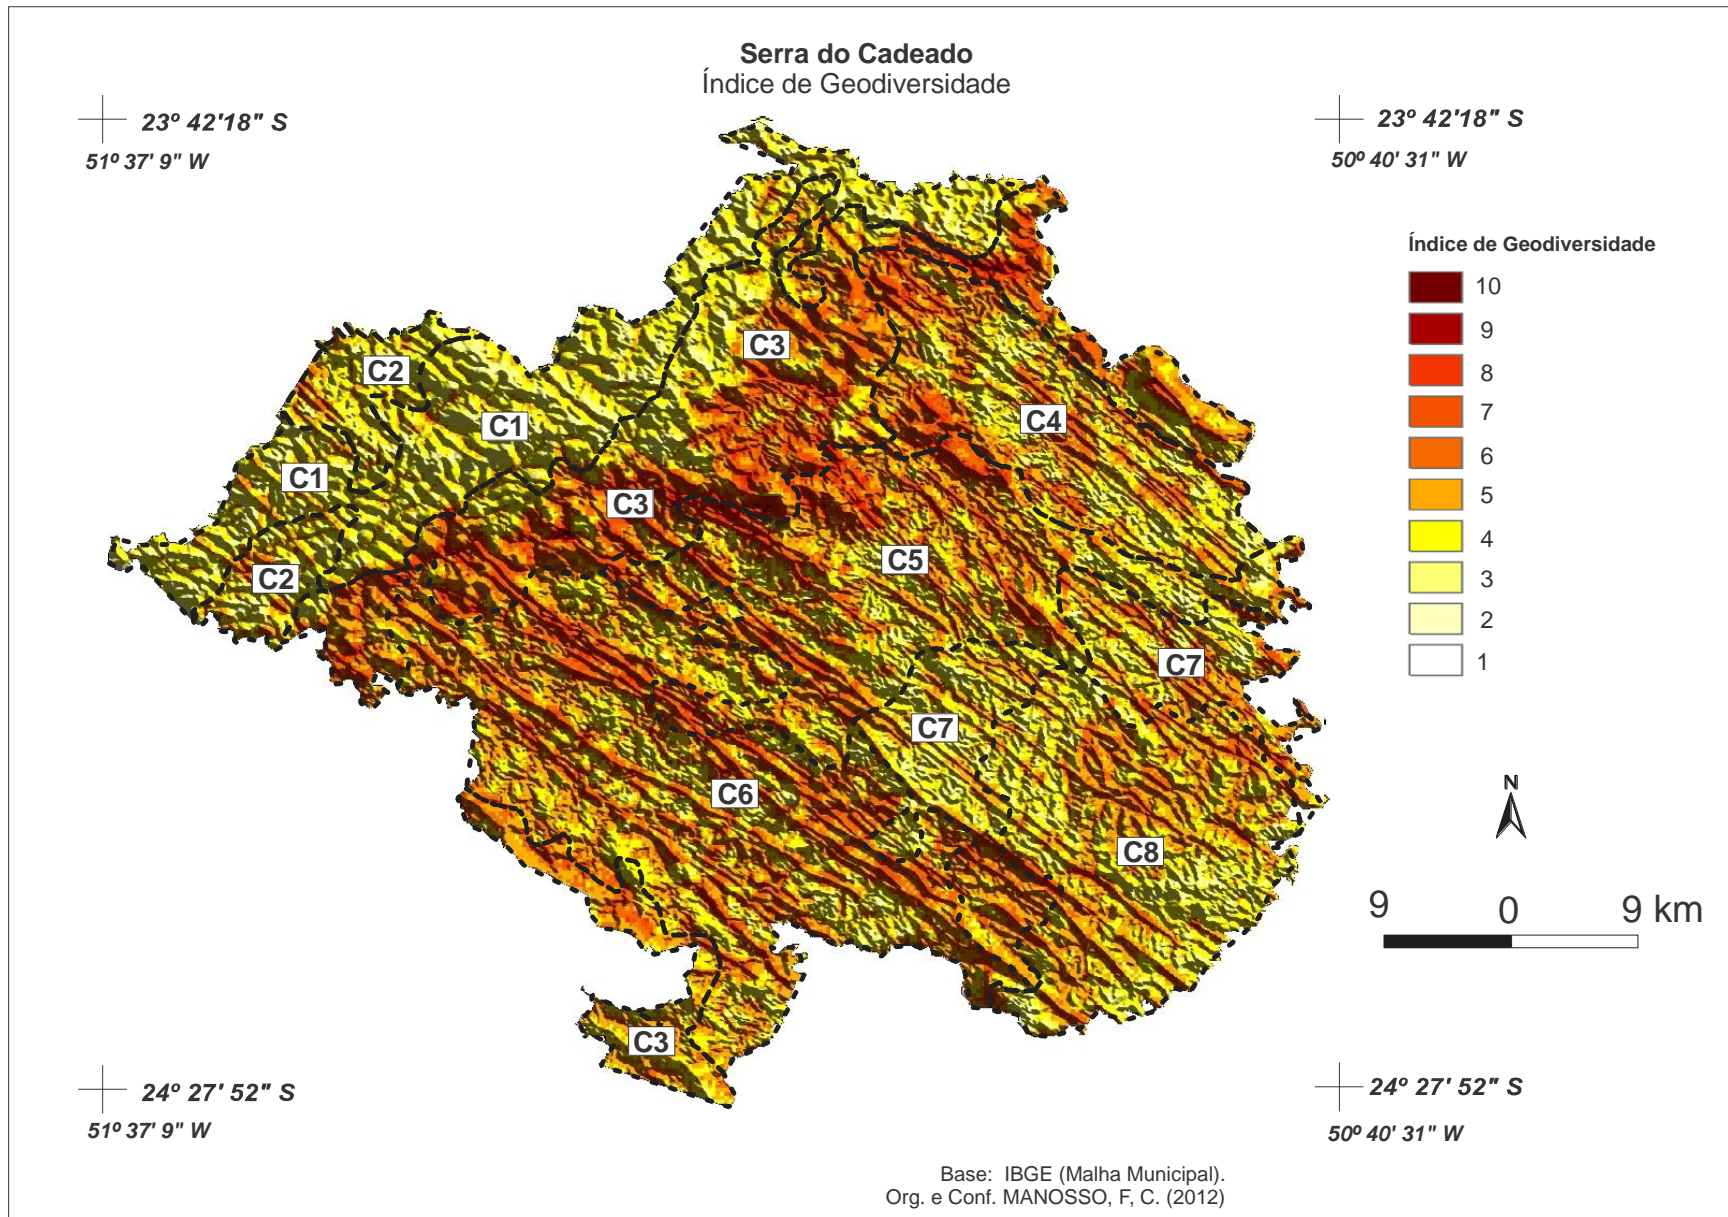 Serra do Cadeado
Índice de Geodiversidade
23º 42'18" S
51º 37' 9" W
23º 42'18" S
50º 40' 31" W
Índice de Geodiversidade
10
9
8
7
6
5
4
3
2
1
C3
C2
C1
C4
C1
C3
C5
C2
C7
C7
C6
C8
C3
N
9 0 9 km
24º 27' 52" S
51º 37' 9" W
24º 27' 52" S
50º 40' 31" W
Base: IBGE (Malha Municipal).
Org. e Conf. MANOSSO, F, C. (2012)